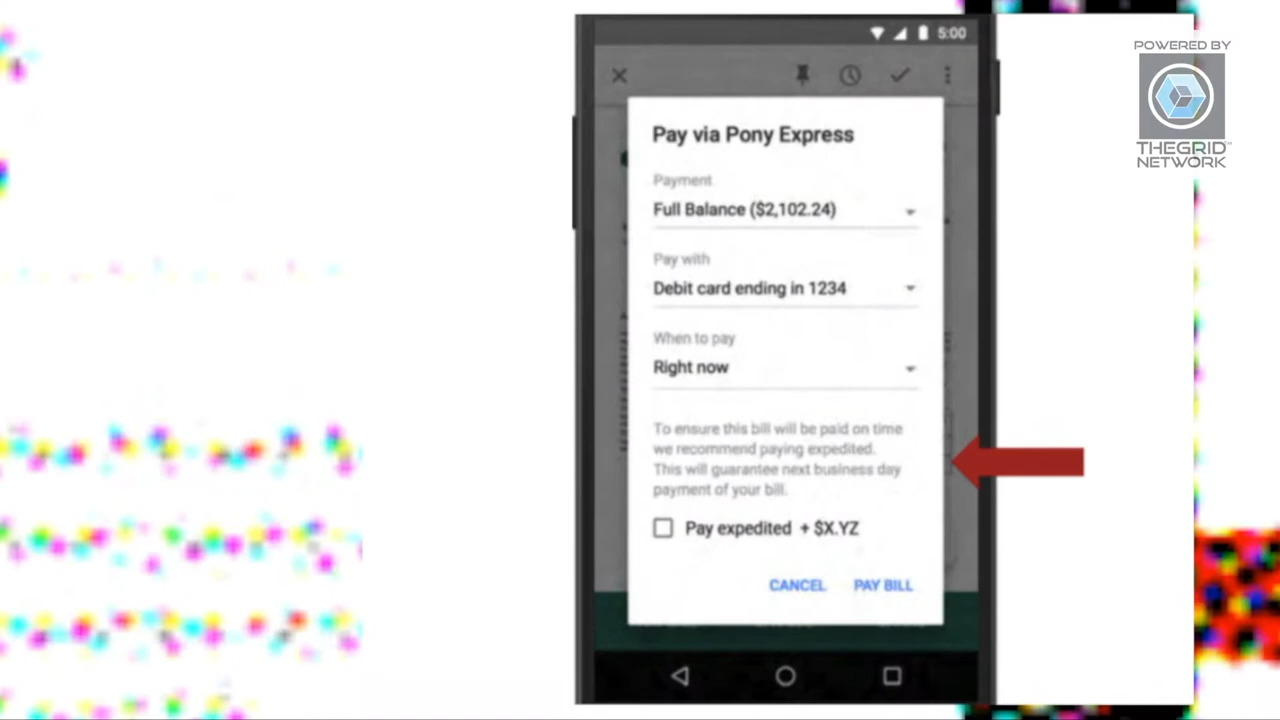 5:00
POWERED BY
THEGRID
NETWORK
Pay via Pony Express
Payment
Full Balance ($2,102.24)
Pay with
Debit card ending in 1234
When to pay
Right now
To ensure this bill will be paid on time
we recommend paying expedited.
This will guarantee next business day
payment of your bill.
Pay expedited + $X.YZ
CANCEL PAY BILL